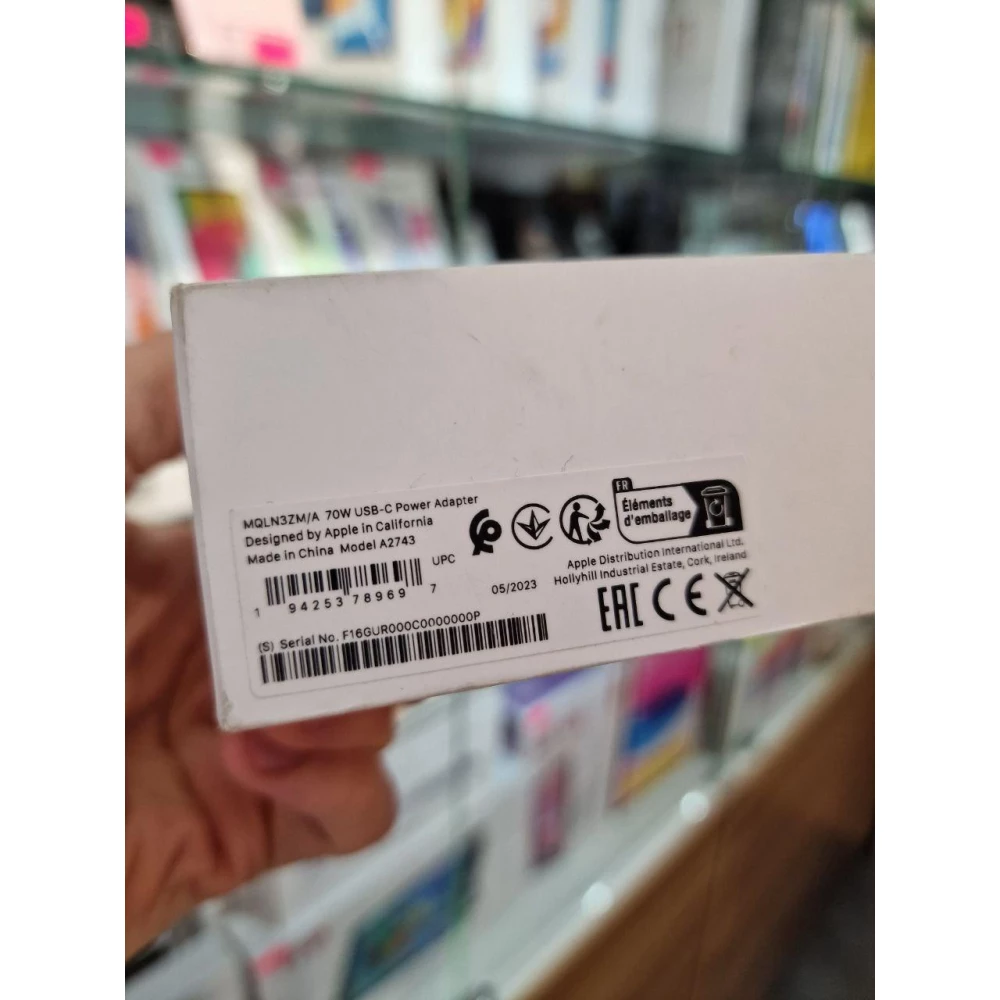 MQLN3ZM/A 70W USB-C Power Adapter
Designed by Apple in California
Made in China Model A2743
UPC
1 94253 78969 7
05/2023
(S) Serial No. F16GUR000C0000000P
FR
Éléments
d'emballage
Apple Distribution International Ltd.
Hollyhill Industrial Estate, Cork, Ireland
EAC CE